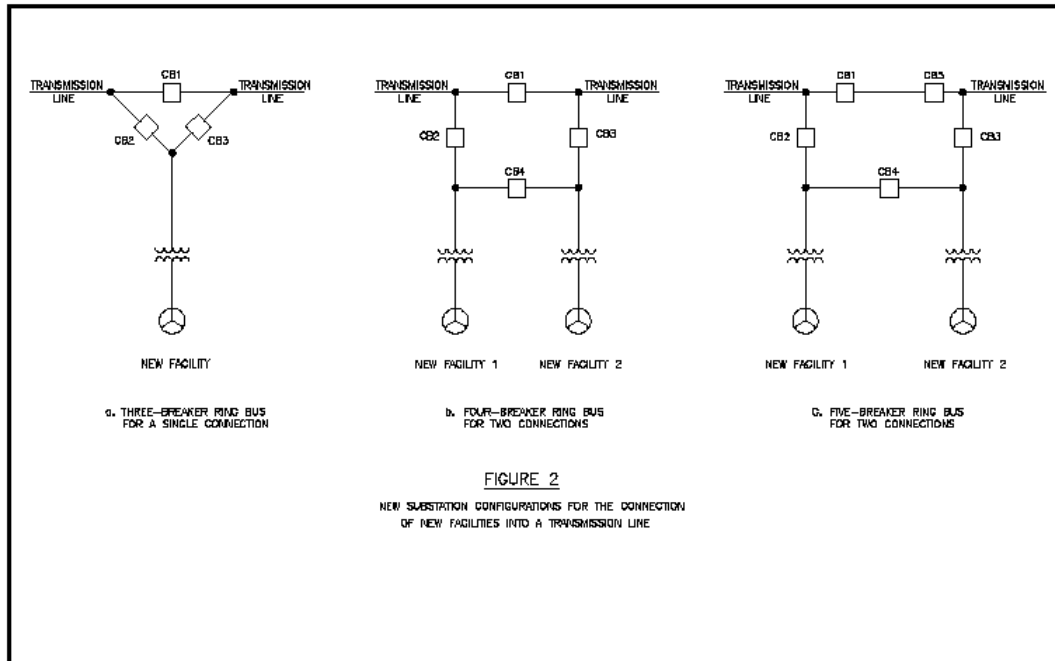 CB1
TRANSMISSION LINE
TRANSMISSION LINE
CB2
CB3
NEW FACILITY
a. THREE-BREAKER RING BUS
FOR A SINGLE CONNECTION
CB1
TRANSMISSION LINE
TRANSMISSION LINE
CB2
CB3
CB4
NEW FACILITY 1
NEW FACILITY 2
b. FOUR-BREAKER RING BUS
FOR TWO CONNECTIONS
CB1
CB5
TRANSMISSION LINE
TRANSMISSION LINE
CB2
CB3
CB4
NEW FACILITY 1
NEW FACILITY 2
C. FIVE-BREAKER RING BUS
FOR TWO CONNECTIONS
FIGURE 2
NEW SUBSTATION CONFIGURATIONS FOR THE CONNECTION
OF NEW FACILITIES INTO A TRANSMISSION LINE